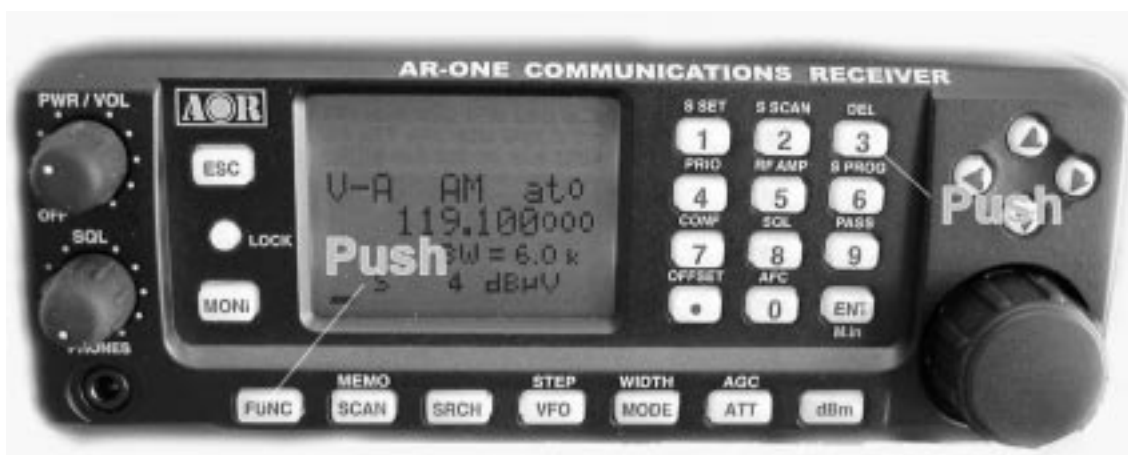 AR-ONE COMMUNICATIONS RECEIVER
PWR / VOL
OFF
SQL
PHONES
AOR
ESC
LOCK
MONi
V-A AM ato
119.100000
BW = 6.0 k
S 4 dBµV
Push
S SET S SCAN DEL
1 2 3
PRIO RF AMP S PROG
4 5 6
CONF SQL PASS
7 8 9
OFFSET AFC
• 0 ENT
M.in
Push
MEMO STEP WIDTH AGC
FUNC SCAN SRCH VFO MODE ATT dBm